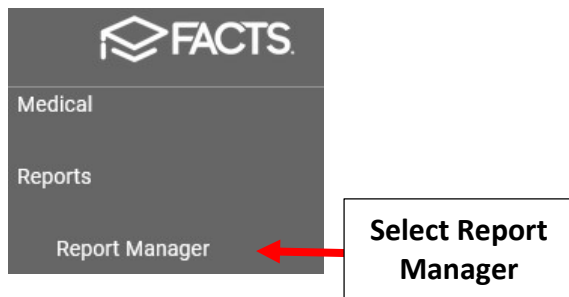 FACTS.
Medical
Reports
Report Manager
Select Report
Manager